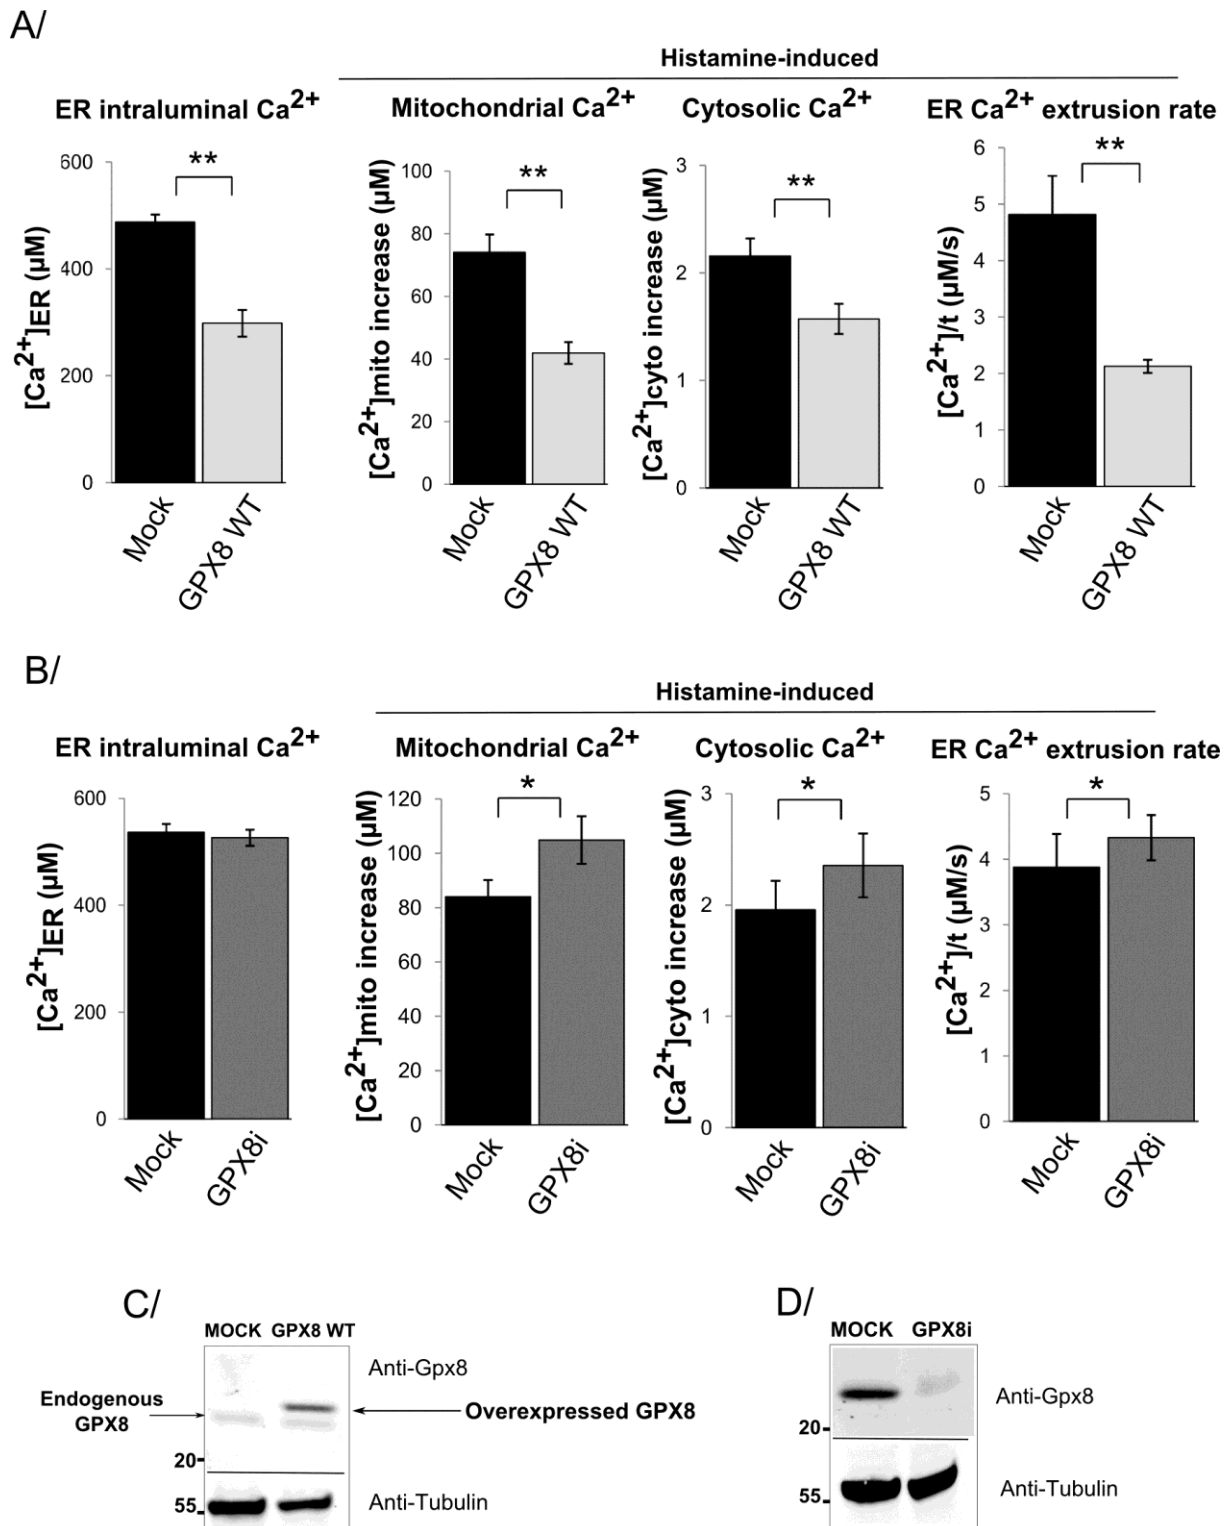 A/
Histamine-induced
ER intraluminal Ca2+
Mitochondrial Ca2+
Cytosolic Ca2+
ER Ca2+ extrusion rate
[Ca2+]ER (µM)
600
400
200
0
**
Mock
GPX8 WT
[Ca2+]mito increase (µM)
100
80
60
40
20
0
**
Mock
GPX8 WT
[Ca2+]cyto increase (µM)
3
2
1
0
**
Mock
GPX8 WT
[Ca2+]/t (µM/s)
6
5
4
3
2
1
0
**
Mock
GPX8 WT
B/
Histamine-induced
ER intraluminal Ca2+
Mitochondrial Ca2+
Cytosolic Ca2+
ER Ca2+ extrusion rate
[Ca2+]ER (µM)
600
400
200
0
Mock
GPX8i
[Ca2+]mito increase (µM)
120
100
80
60
40
20
0
*
Mock
GPX8i
[Ca2+]cyto increase (µM)
3
2
1
0
*
Mock
GPX8i
[Ca2+]/t (µM/s)
5
4
3
2
1
0
*
Mock
GPX8i
C/
MOCK GPX8 WT
Anti-Gpx8
Endogenous
GPX8
Overexpressed GPX8
20
55
Anti-Tubulin
D/
MOCK GPX8i
Anti-Gpx8
20
55
Anti-Tubulin